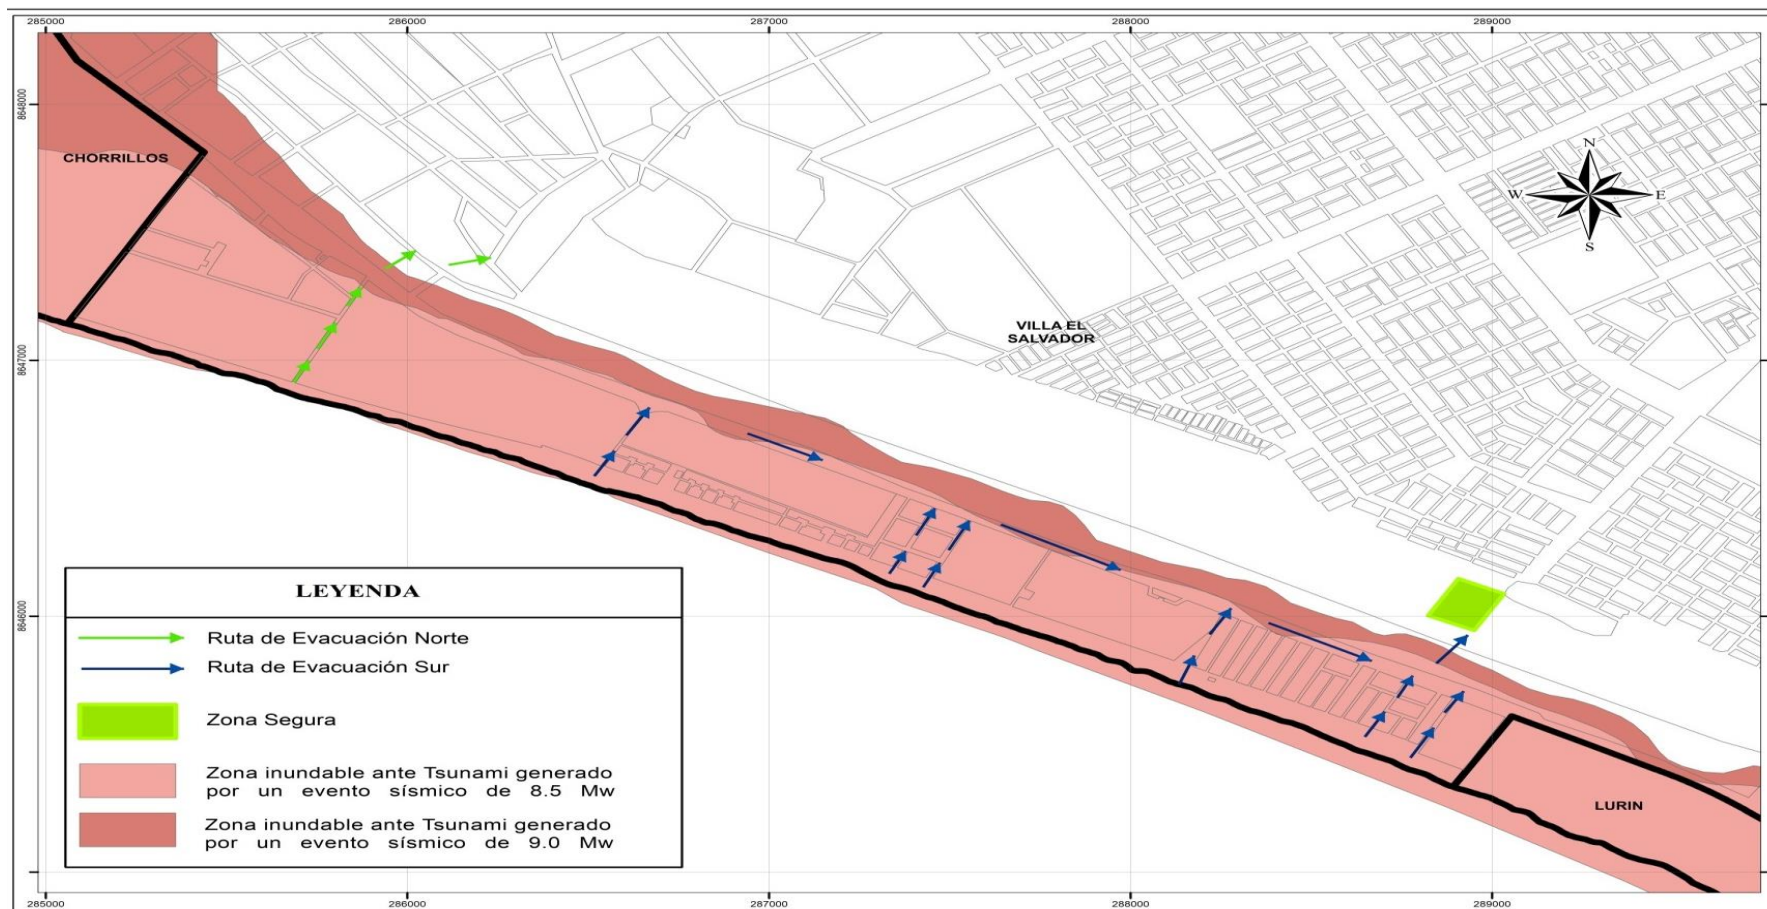 285000 286000 287000 288000 289000
8648000
CHORRILLOS
N
W E
S
VILLA EL
SALVADOR
8647000
8646000
LEYENDA
Ruta de Evacuación Norte
Ruta de Evacuación Sur
Zona Segura
Zona inundable ante Tsunami generado
por un evento sísmico de 8.5 Mw
Zona inundable ante Tsunami generado
por un evento sísmico de 9.0 Mw
LURIN
285000 286000 287000 288000 289000